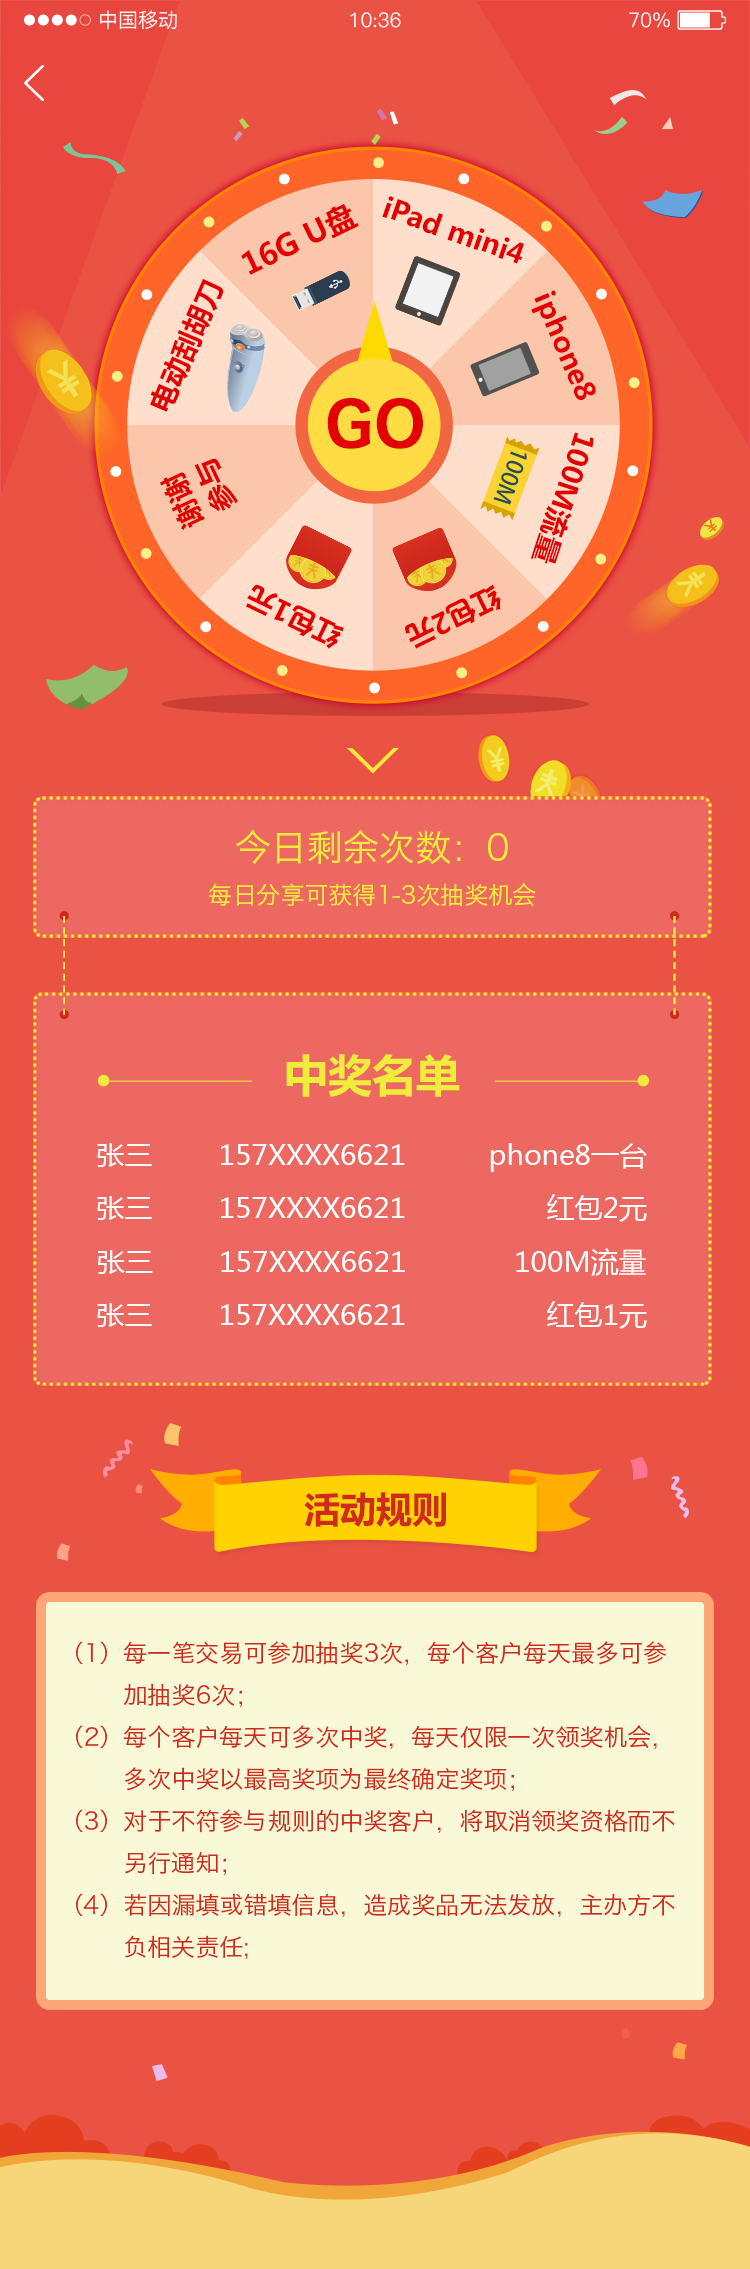 中国移动
10:36
70%
16G U盘
iPad mini4
iphone8
100M流量
100M
红包2元
红包1元
谢谢
参与
电动刮胡刀
GO
今日剩余次数：0
每日分享可获得1-3次抽奖机会
中奖名单
张三 157XXXX6621 phone8一台
张三 157XXXX6621 红包2元
张三 157XXXX6621 100M流量
张三 157XXXX6621 红包1元
活动规则
（1）每一笔交易可参加抽奖3次，每个客户每天最多可参
加抽奖6次；
（2）每个客户每天可多次中奖，每天仅限一次领奖机会，
多次中奖以最高奖项为最终确定奖项；
（3）对于不符参与规则的中奖客户，将取消领奖资格而不
另行通知；
（4）若因漏填或错填信息，造成奖品无法发放，主办方不
负相关责任;